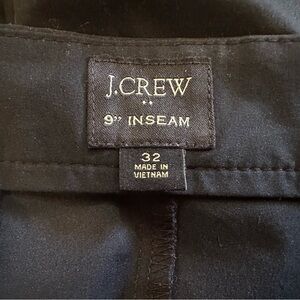 J.CREW
9" INSEAM
32
MADE IN
VIETNAM